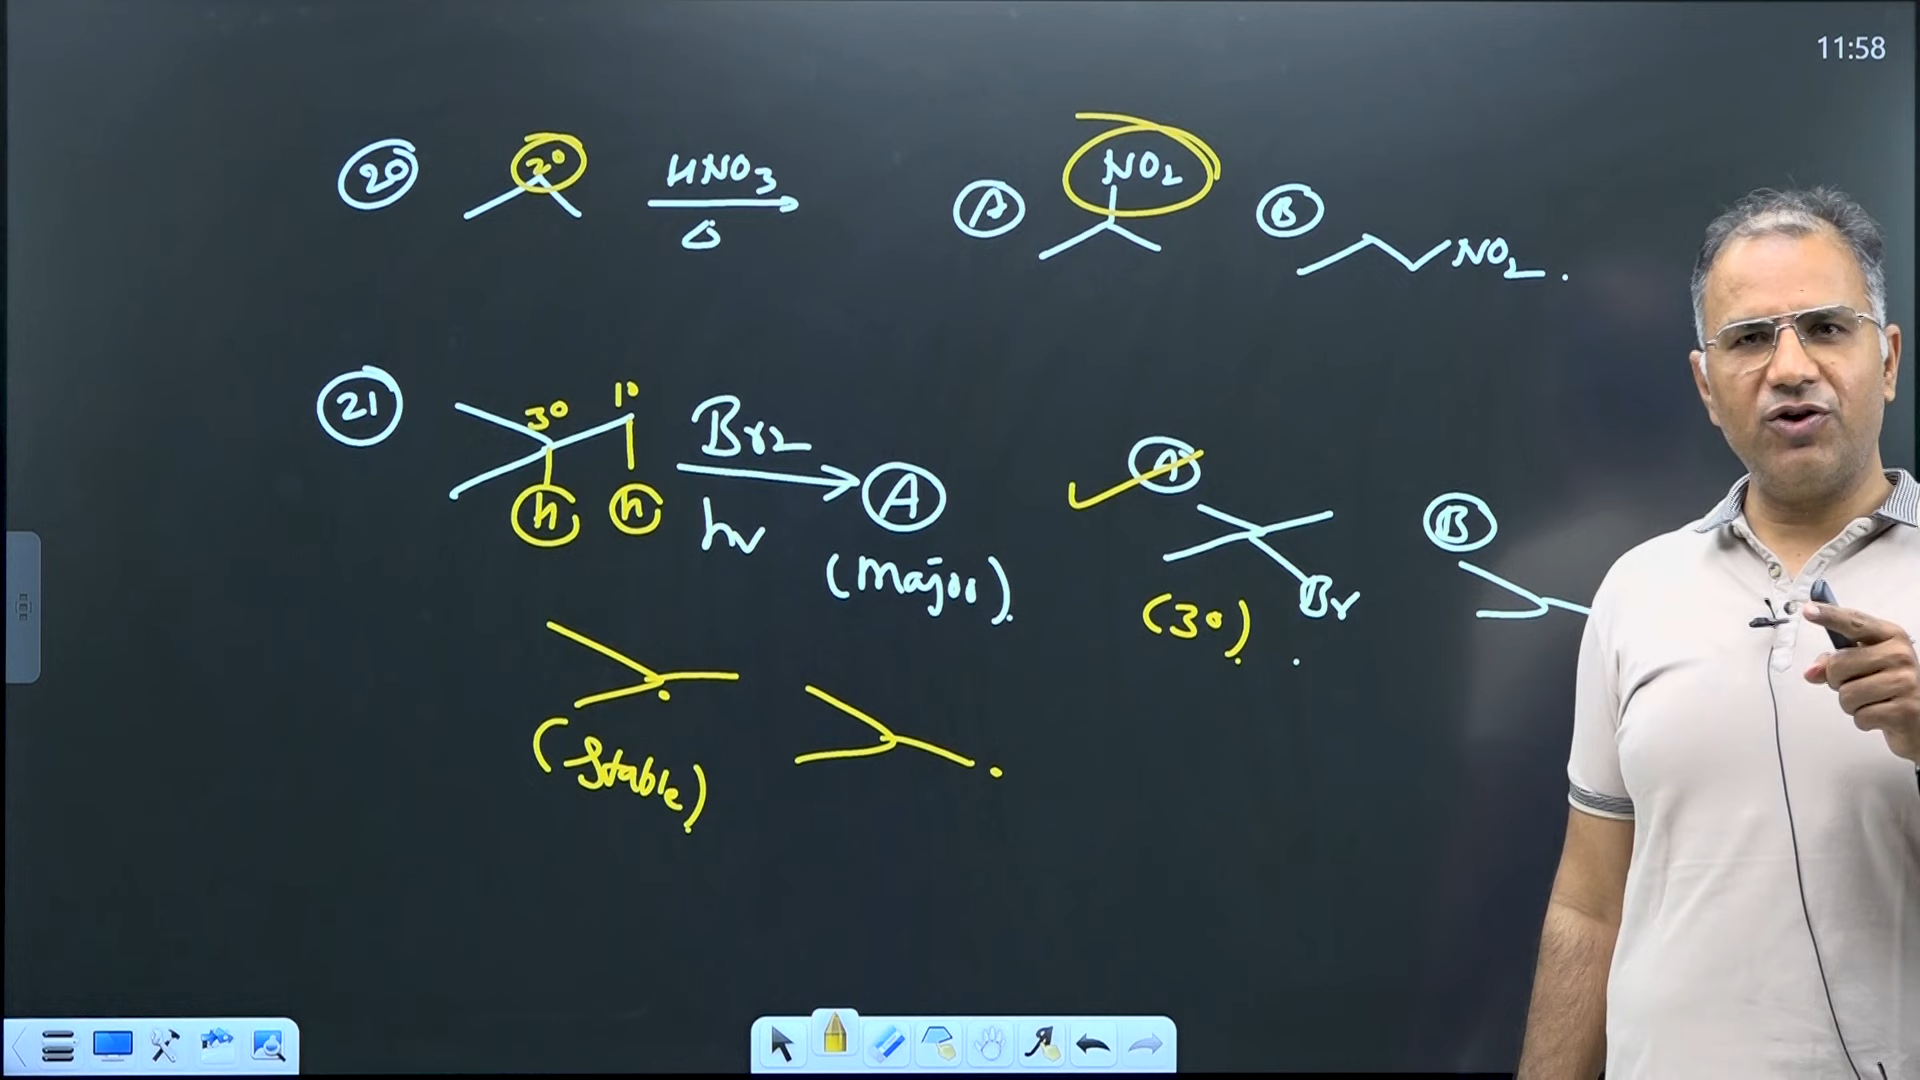 11:58
20 2° HNO3 Δ
A NO2 B NO2.
21 3° 1° H H Br2 hν A (Major).
A Br (3°). B
(Stable).